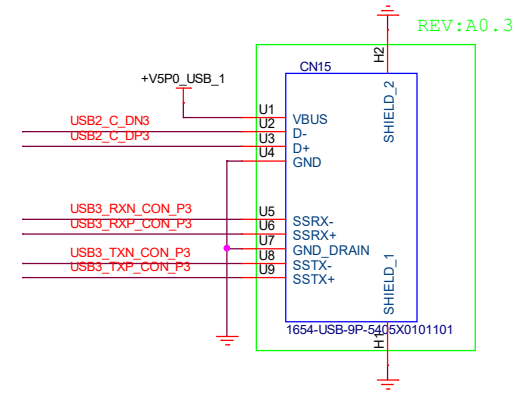 REV:A0.3
H2
CN15
+V5P0_USB_1
SHIELD_2
U1
VBUS
USB2_C_DN3
U2
D-
USB2_C_DP3
U3
D+
U4
GND
USB3_RXN_CON_P3
U5
SSRX-
USB3_RXP_CON_P3
U6
SSRX+
U7
GND_DRAIN
USB3_TXN_CON_P3
U8
SSTX-
USB3_TXP_CON_P3
U9
SSTX+
SHIELD_1
1654-USB-9P-5405X0101101
H1